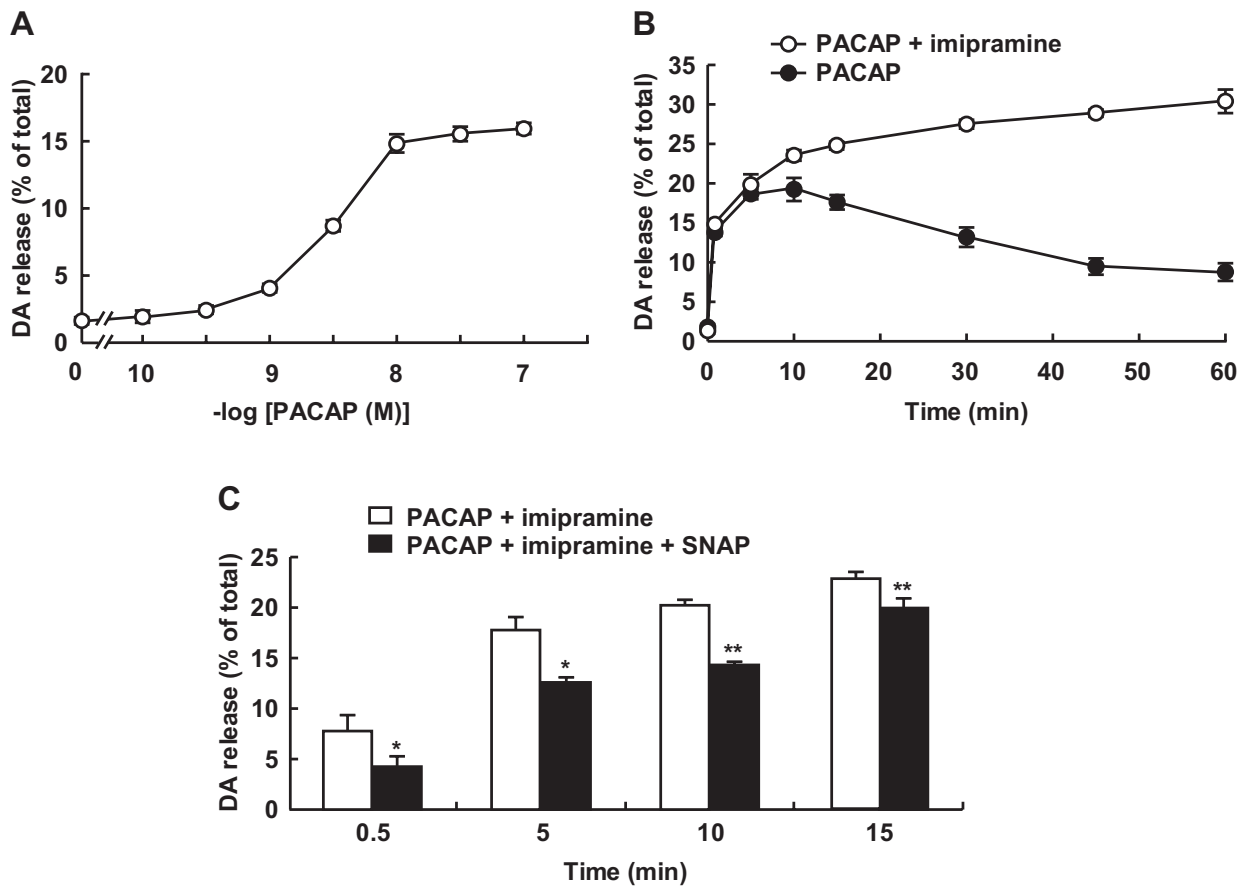 A
DA release (% of total)
20
15
10
5
0
0 10 9 8 7
-log [PACAP (M)]
B
PACAP + imipramine
PACAP
DA release (% of total)
35
30
25
20
15
10
5
0
0 10 20 30 40 50 60
Time (min)
C
PACAP + imipramine
PACAP + imipramine + SNAP
DA release (% of total)
25
20
15
10
5
0
*
*
**
**
0.5 5 10 15
Time (min)